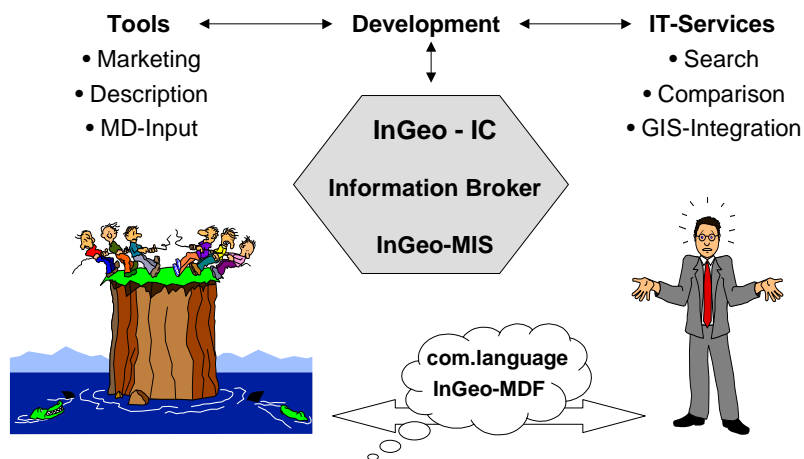 Tools
Development
IT-Services
• Marketing
• Description
• MD-Input
• Search
• Comparison
• GIS-Integration
InGeo - IC
Information Broker
InGeo-MIS
com.language
InGeo-MDF